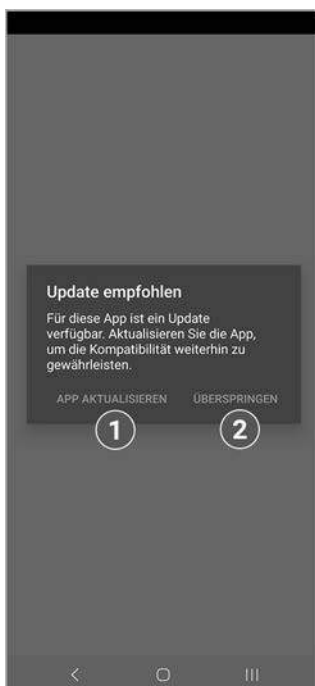 Update empfohlen
Für diese App ist ein Update
verfügbar. Aktualisieren Sie die App,
um die Kompatibilität weiterhin zu
gewährleisten.
APP AKTUALISIEREN ÜBERSPRINGEN
1 2